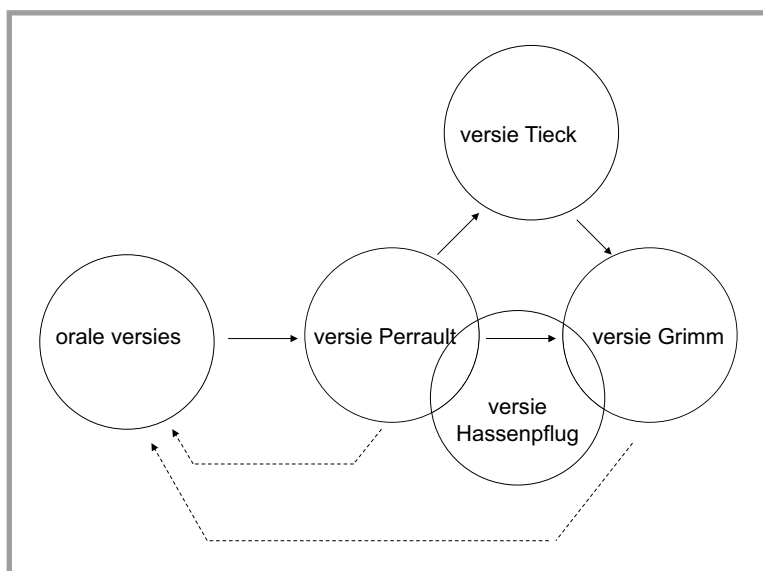 versie Tieck
orale versies
versie Perrault
versie Grimm
versie
Hassenpflug